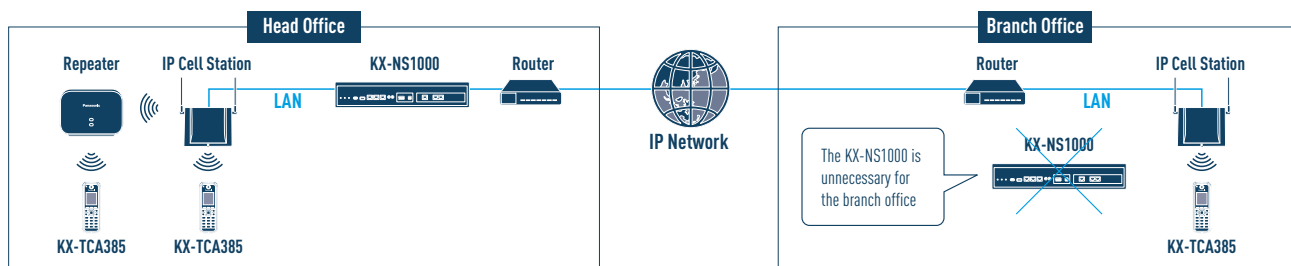 Head Office
Repeater
IP Cell Station
KX-NS1000
Router
Panasonic
LAN
KX-TCA385
KX-TCA385
IP Network
Branch Office
Router
IP Cell Station
LAN
The KX-NS1000 is
unnecessary for
the branch office
KX-NS1000
KX-TCA385